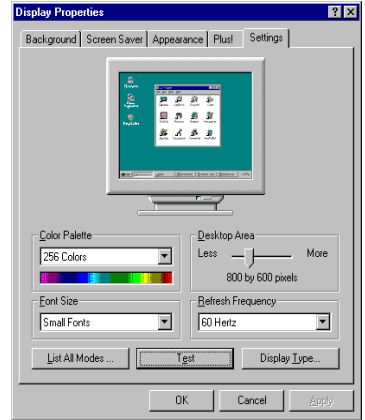 Display Properties
Background Screen Saver Appearance Plus! Settings
Color Palette
256 Colors
Desktop Area
Less More
800 by 600 pixels
Font Size
Small Fonts
Refresh Frequency
60 Hertz
List All Modes ... Test Display Type...
OK Cancel Apply